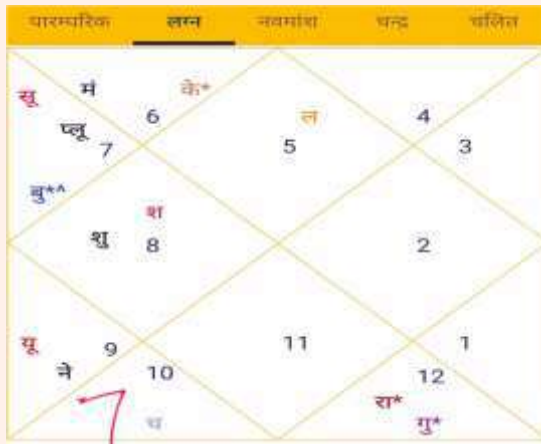 पारम्परिक लग्न नवमांश चन्द्र चलित
सू मं के*
प्लू 6 ल 4
7 5 3
बु*^
श
शु 8 2
यू 9 11 1
ने 10 12
रा*
च गु*